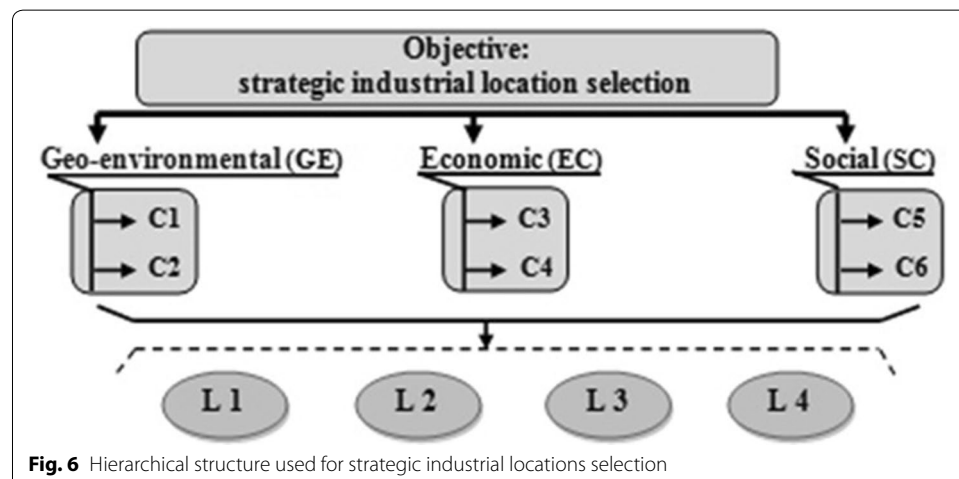 Objective:
strategic industrial location selection
Geo-environmental (GE)
Economic (EC)
Social (SC)
C1
C2
C3
C4
C5
C6
L 1
L 2
L 3
L 4
Fig. 6 Hierarchical structure used for strategic industrial locations selection